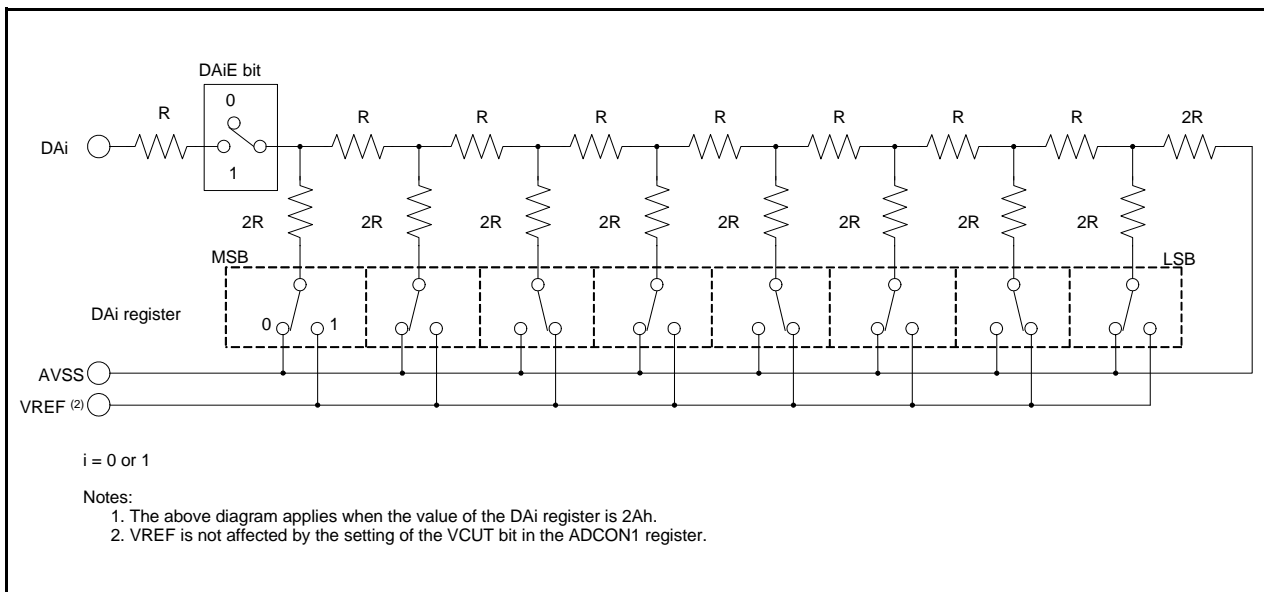 DAiE bit
0
R R R R R R R R 2R
DAi
1
2R 2R 2R 2R 2R 2R 2R 2R
MSB LSB
DAi register
0 1
AVSS
VREF (2)
i = 0 or 1
Notes:
1. The above diagram applies when the value of the DAi register is 2Ah.
2. VREF is not affected by the setting of the VCUT bit in the ADCON1 register.